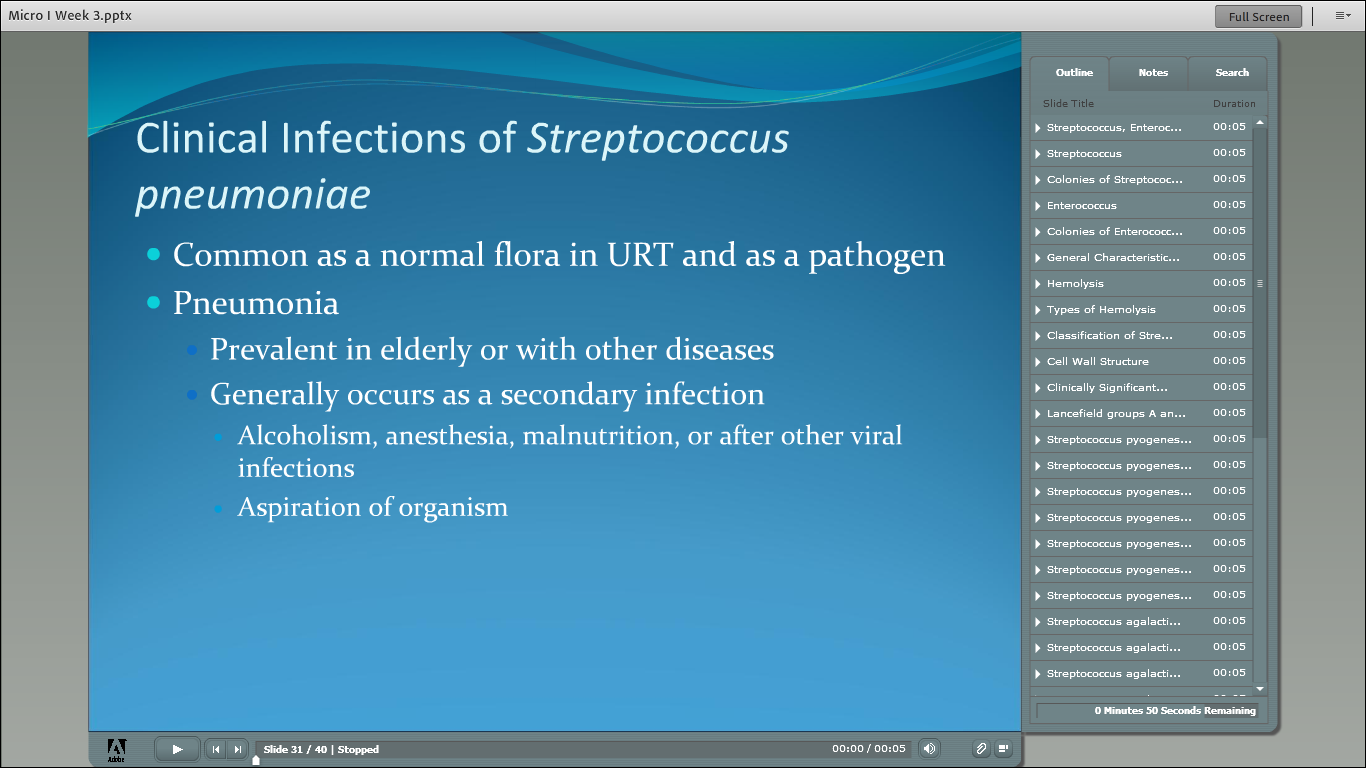 Micro I Week 3.pptx
Full Screen
Clinical Infections of Streptococcus
pneumoniae
Common as a normal flora in URT and as a pathogen
Pneumonia
Prevalent in elderly or with other diseases
Generally occurs as a secondary infection
Alcoholism, anesthesia, malnutrition, or after other viral
infections
Aspiration of organism
Outline Notes Search
Slide Title Duration
Streptococcus, Enteroc... 00:05
Streptococcus 00:05
Colonies of Streptococ... 00:05
Enterococcus 00:05
Colonies of Enterococc... 00:05
General Characteristic... 00:05
Hemolysis 00:05
Types of Hemolysis 00:05
Classification of Stre... 00:05
Cell Wall Structure 00:05
Clinically Significant... 00:05
Lancefield groups A an... 00:05
Streptococcus pyogenes... 00:05
Streptococcus pyogenes... 00:05
Streptococcus pyogenes... 00:05
Streptococcus pyogenes... 00:05
Streptococcus pyogenes... 00:05
Streptococcus pyogenes... 00:05
Streptococcus pyogenes... 00:05
Streptococcus agalacti... 00:05
Streptococcus agalacti... 00:05
Streptococcus agalacti... 00:05
0 Minutes 50 Seconds Remaining
Adobe
Slide 31 / 40 | Stopped
00:00 / 00:05